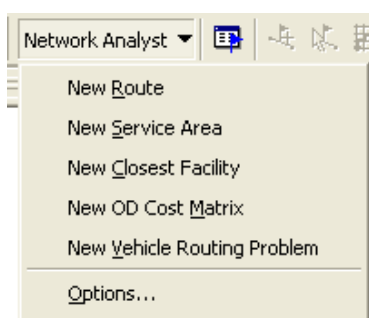 Network Analyst
New Route
New Service Area
New Closest Facility
New OD Cost Matrix
New Vehicle Routing Problem
Options...